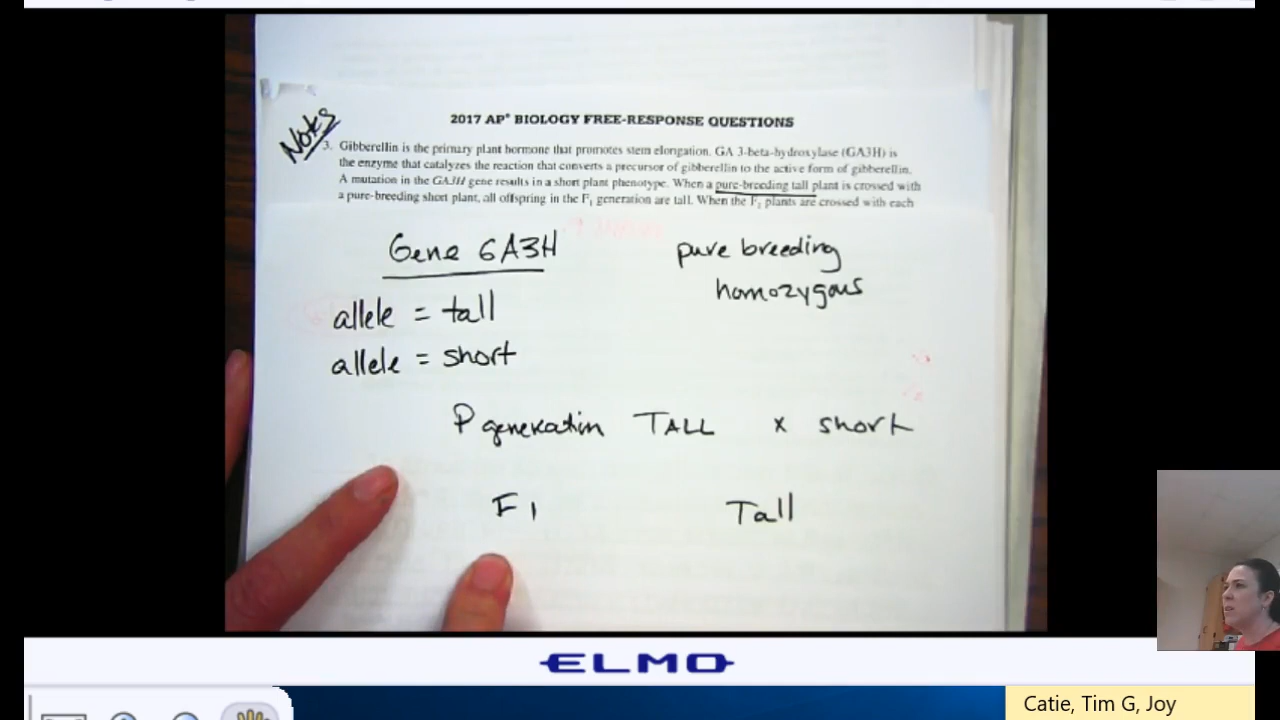 2017 AP® BIOLOGY FREE-RESPONSE QUESTIONS
Notes
3. Gibberellin is the primary plant hormone that promotes stem elongation. GA 3-beta-hydroxylase (GA3H) is
the enzyme that catalyzes the reaction that converts a precursor of gibberellin to the active form of gibberellin.
A mutation in the GA3H gene results in a short plant phenotype. When a pure-breeding tall plant is crossed with
a pure-breeding short plant, all offspring in the F1 generation are tall. When the F1 plants are crossed with each
Gene GA3H
pure breeding
homozygous
allele = tall
allele = short
P generation TALL x short
F1 Tall
ELMO
Catie, Tim G, Joy